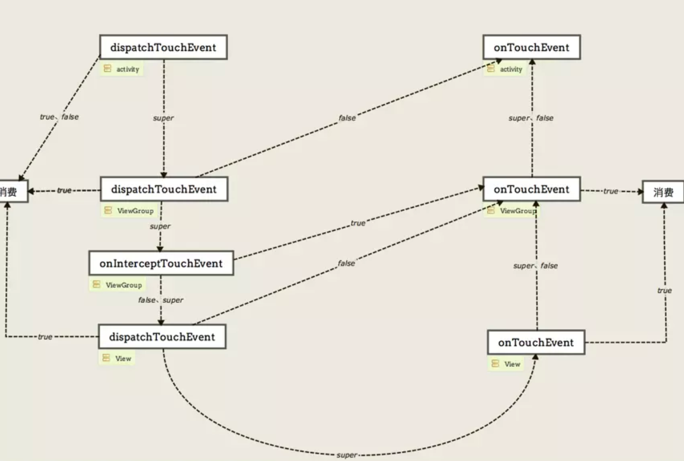 dispatchTouchEvent
onTouchEvent
activity
activity
true、false
super
false
super、false
消费
true
dispatchTouchEvent
onTouchEvent
true
消费
ViewGroup
ViewGroup
super
true
onInterceptTouchEvent
false
super、false
ViewGroup
true
false、super
true
dispatchTouchEvent
onTouchEvent
View
View
super